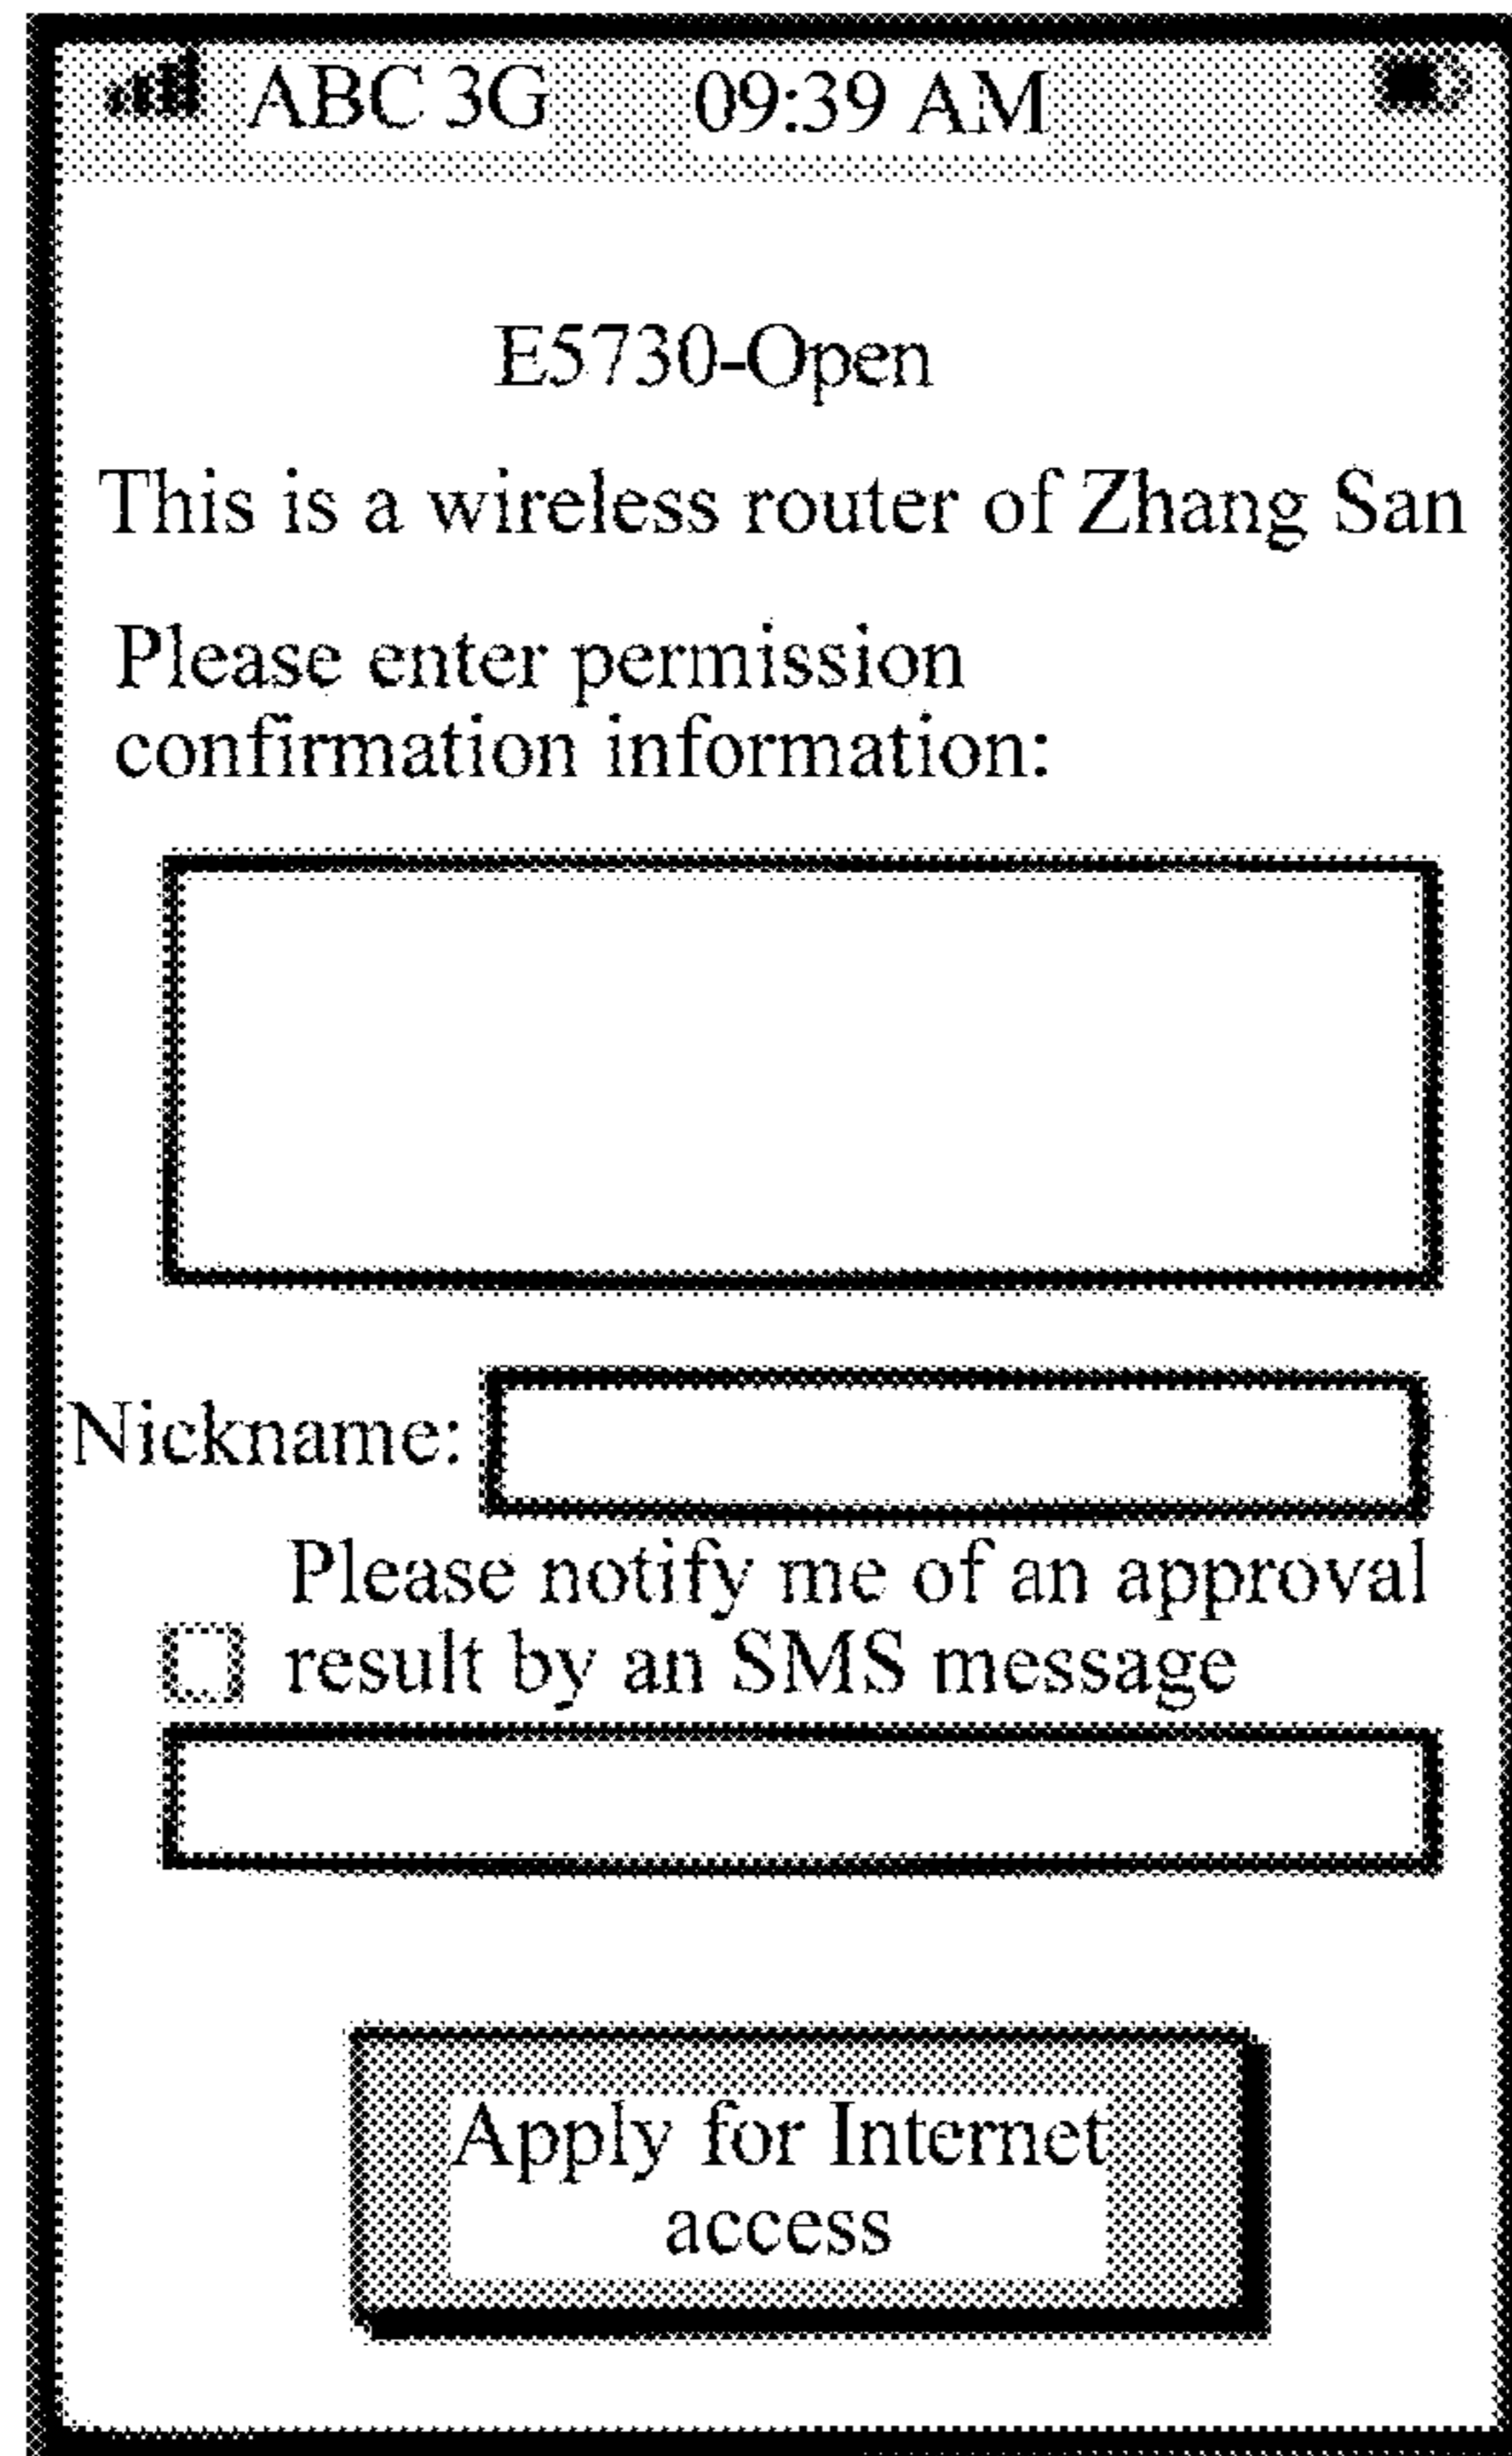 ABC 3G 09:39 AM
E5730-Open
This is a wireless router of Zhang San
Please enter permission
confirmation information:
Nickname:
Please notify me of an approval
result by an SMS message
Apply for Internet
access